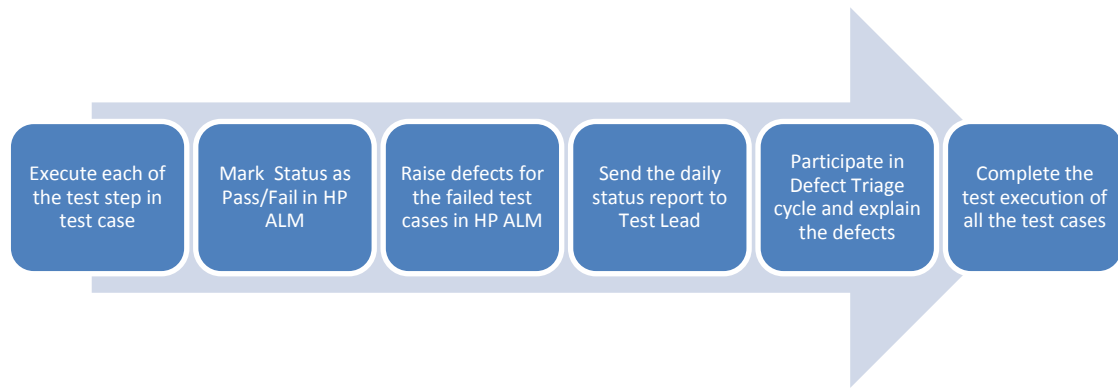 Execute each of
the test step in
test case
Mark  Status as
Pass/Fail in HP
ALM
Raise defects for
the failed test
cases in HP ALM
Send the daily
status report to
Test Lead
Participate in
Defect Triage
cycle and explain
the defects
Complete the
test execution of
all the test cases